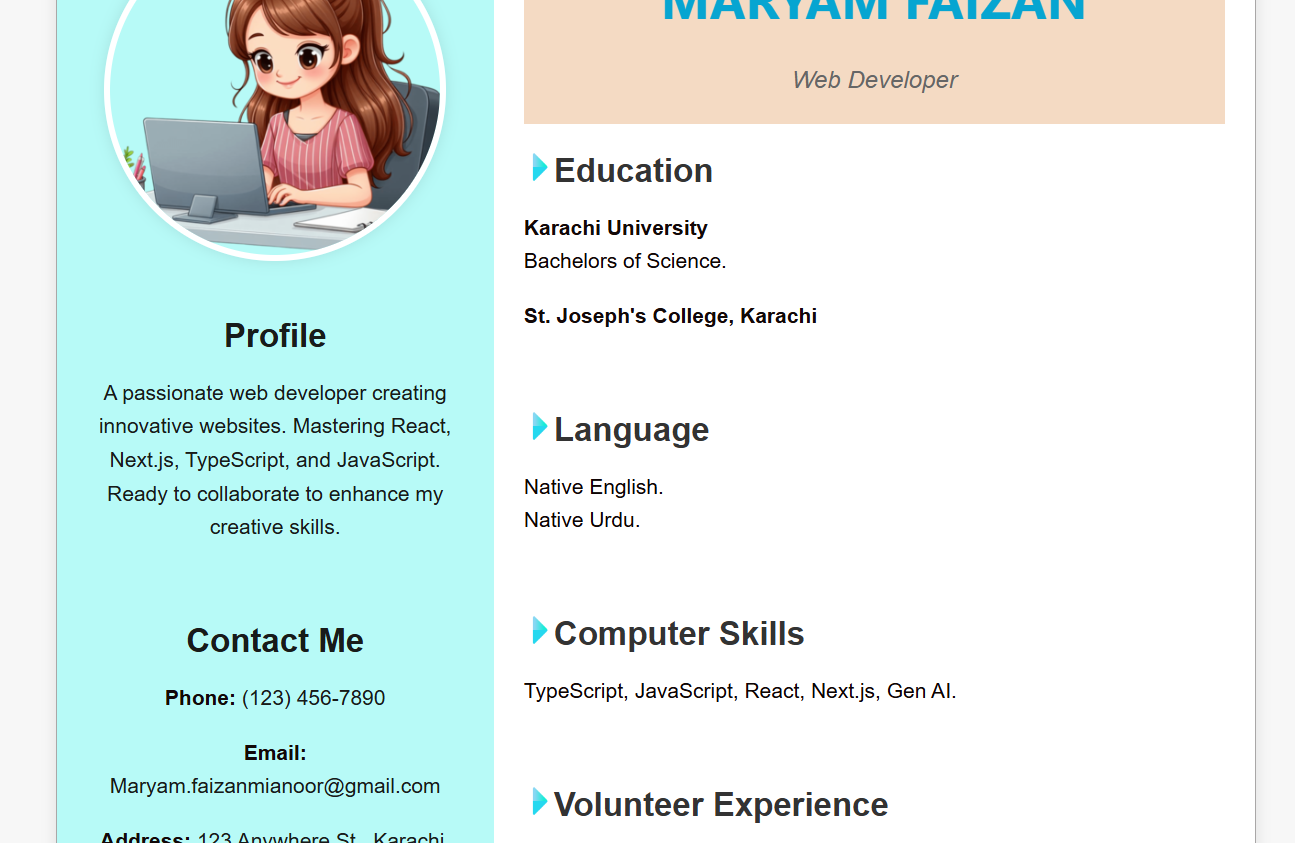 Profile
A passionate web developer creating
innovative websites. Mastering React,
Next.js, TypeScript, and JavaScript.
Ready to collaborate to enhance my
creative skills.
Contact Me
Phone: (123) 456-7890
Email:
Maryam.faizanmianoor@gmail.com
Address: 123 Anywhere St., Karachi
MARYAM FAIZAN
Web Developer
Education
Karachi University
Bachelors of Science.
St. Joseph's College, Karachi
Language
Native English.
Native Urdu.
Computer Skills
TypeScript, JavaScript, React, Next.js, Gen AI.
Volunteer Experience